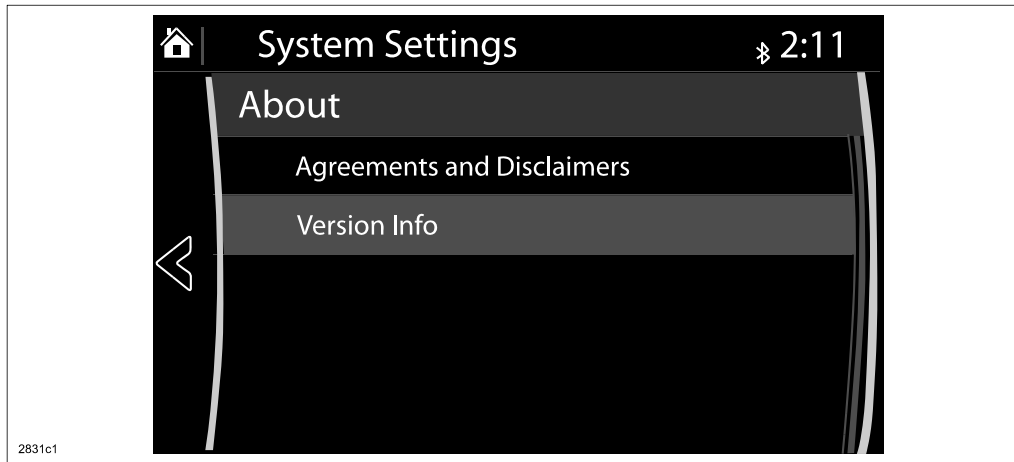 System Settings 2:11
About
Agreements and Disclaimers
Version Info
2831c1